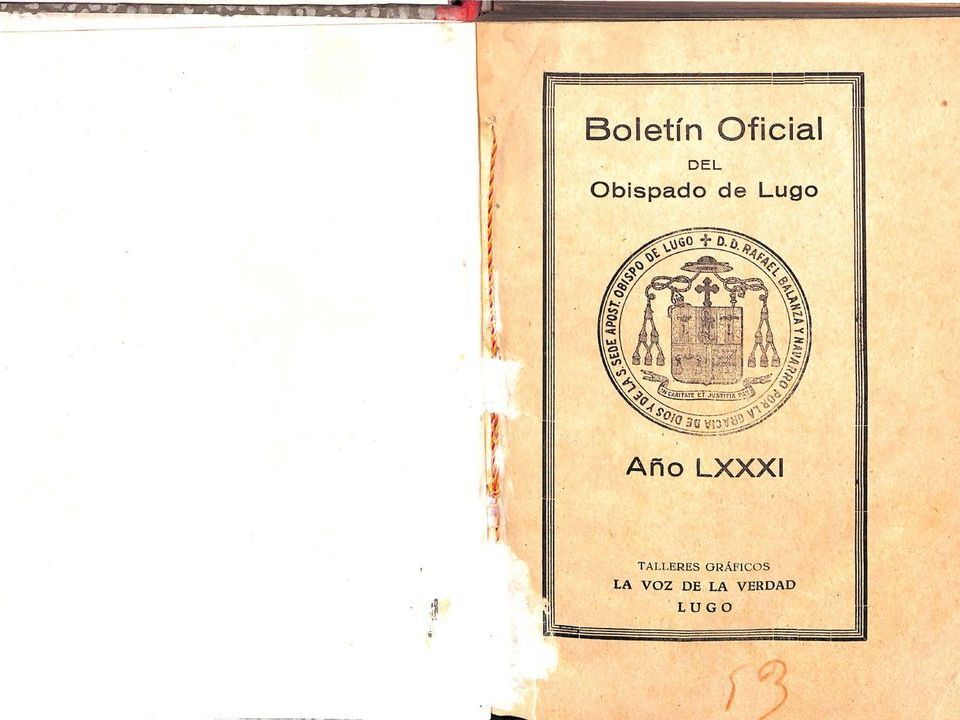 Boletín Oficial
DEL
Obispado de Lugo
✝ D. D. RAFAEL BALANZA Y NAVARRO POR LA GRACIA DE DIOS Y DE LA S. SEDE APOST. OBISPO DE LUGO
IN CARITATE ET JUSTITIA PAX
Año LXXXI
TALLERES GRÁFICOS
LA VOZ DE LA VERDAD
LUGO
53